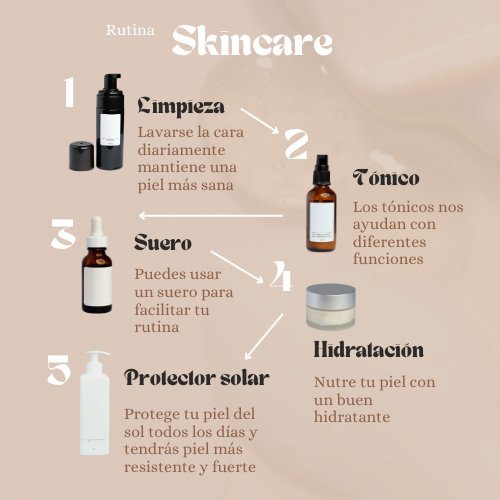 Rutina
Skincare
1
Limpieza
Lavarse la cara
diariamente
mantiene una
piel más sana
2
Tónico
Los tónicos nos
ayudan con
diferentes
funciones
3
Suero
Puedes usar
un suero para
facilitar tu
rutina
4
Hidratación
Nutre tu piel con
un buen
hidratante
5
Protector solar
Protege tu piel del
sol todos los días y
tendrás piel más
resistente y fuerte